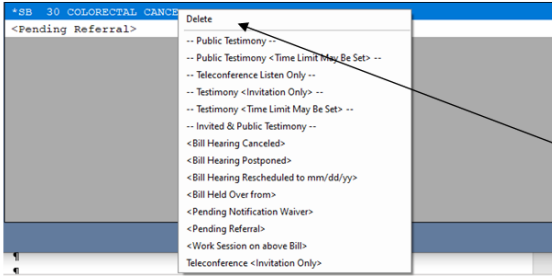 *SB 30 COLORECTAL CANCE
<Pending Referral>
Delete
-- Public Testimony --
-- Public Testimony <Time Limit May Be Set> --
-- Teleconference Listen Only --
-- Testimony <Invitation Only> --
-- Testimony <Time Limit May Be Set> --
-- Invited & Public Testimony --
<Bill Hearing Canceled>
<Bill Hearing Postponed>
<Bill Hearing Rescheduled to mm/dd/yy>
<Bill Held Over from>
<Pending Notification Waiver>
<Pending Referral>
<Work Session on above Bill>
Teleconference <Invitation Only>
¶
¶